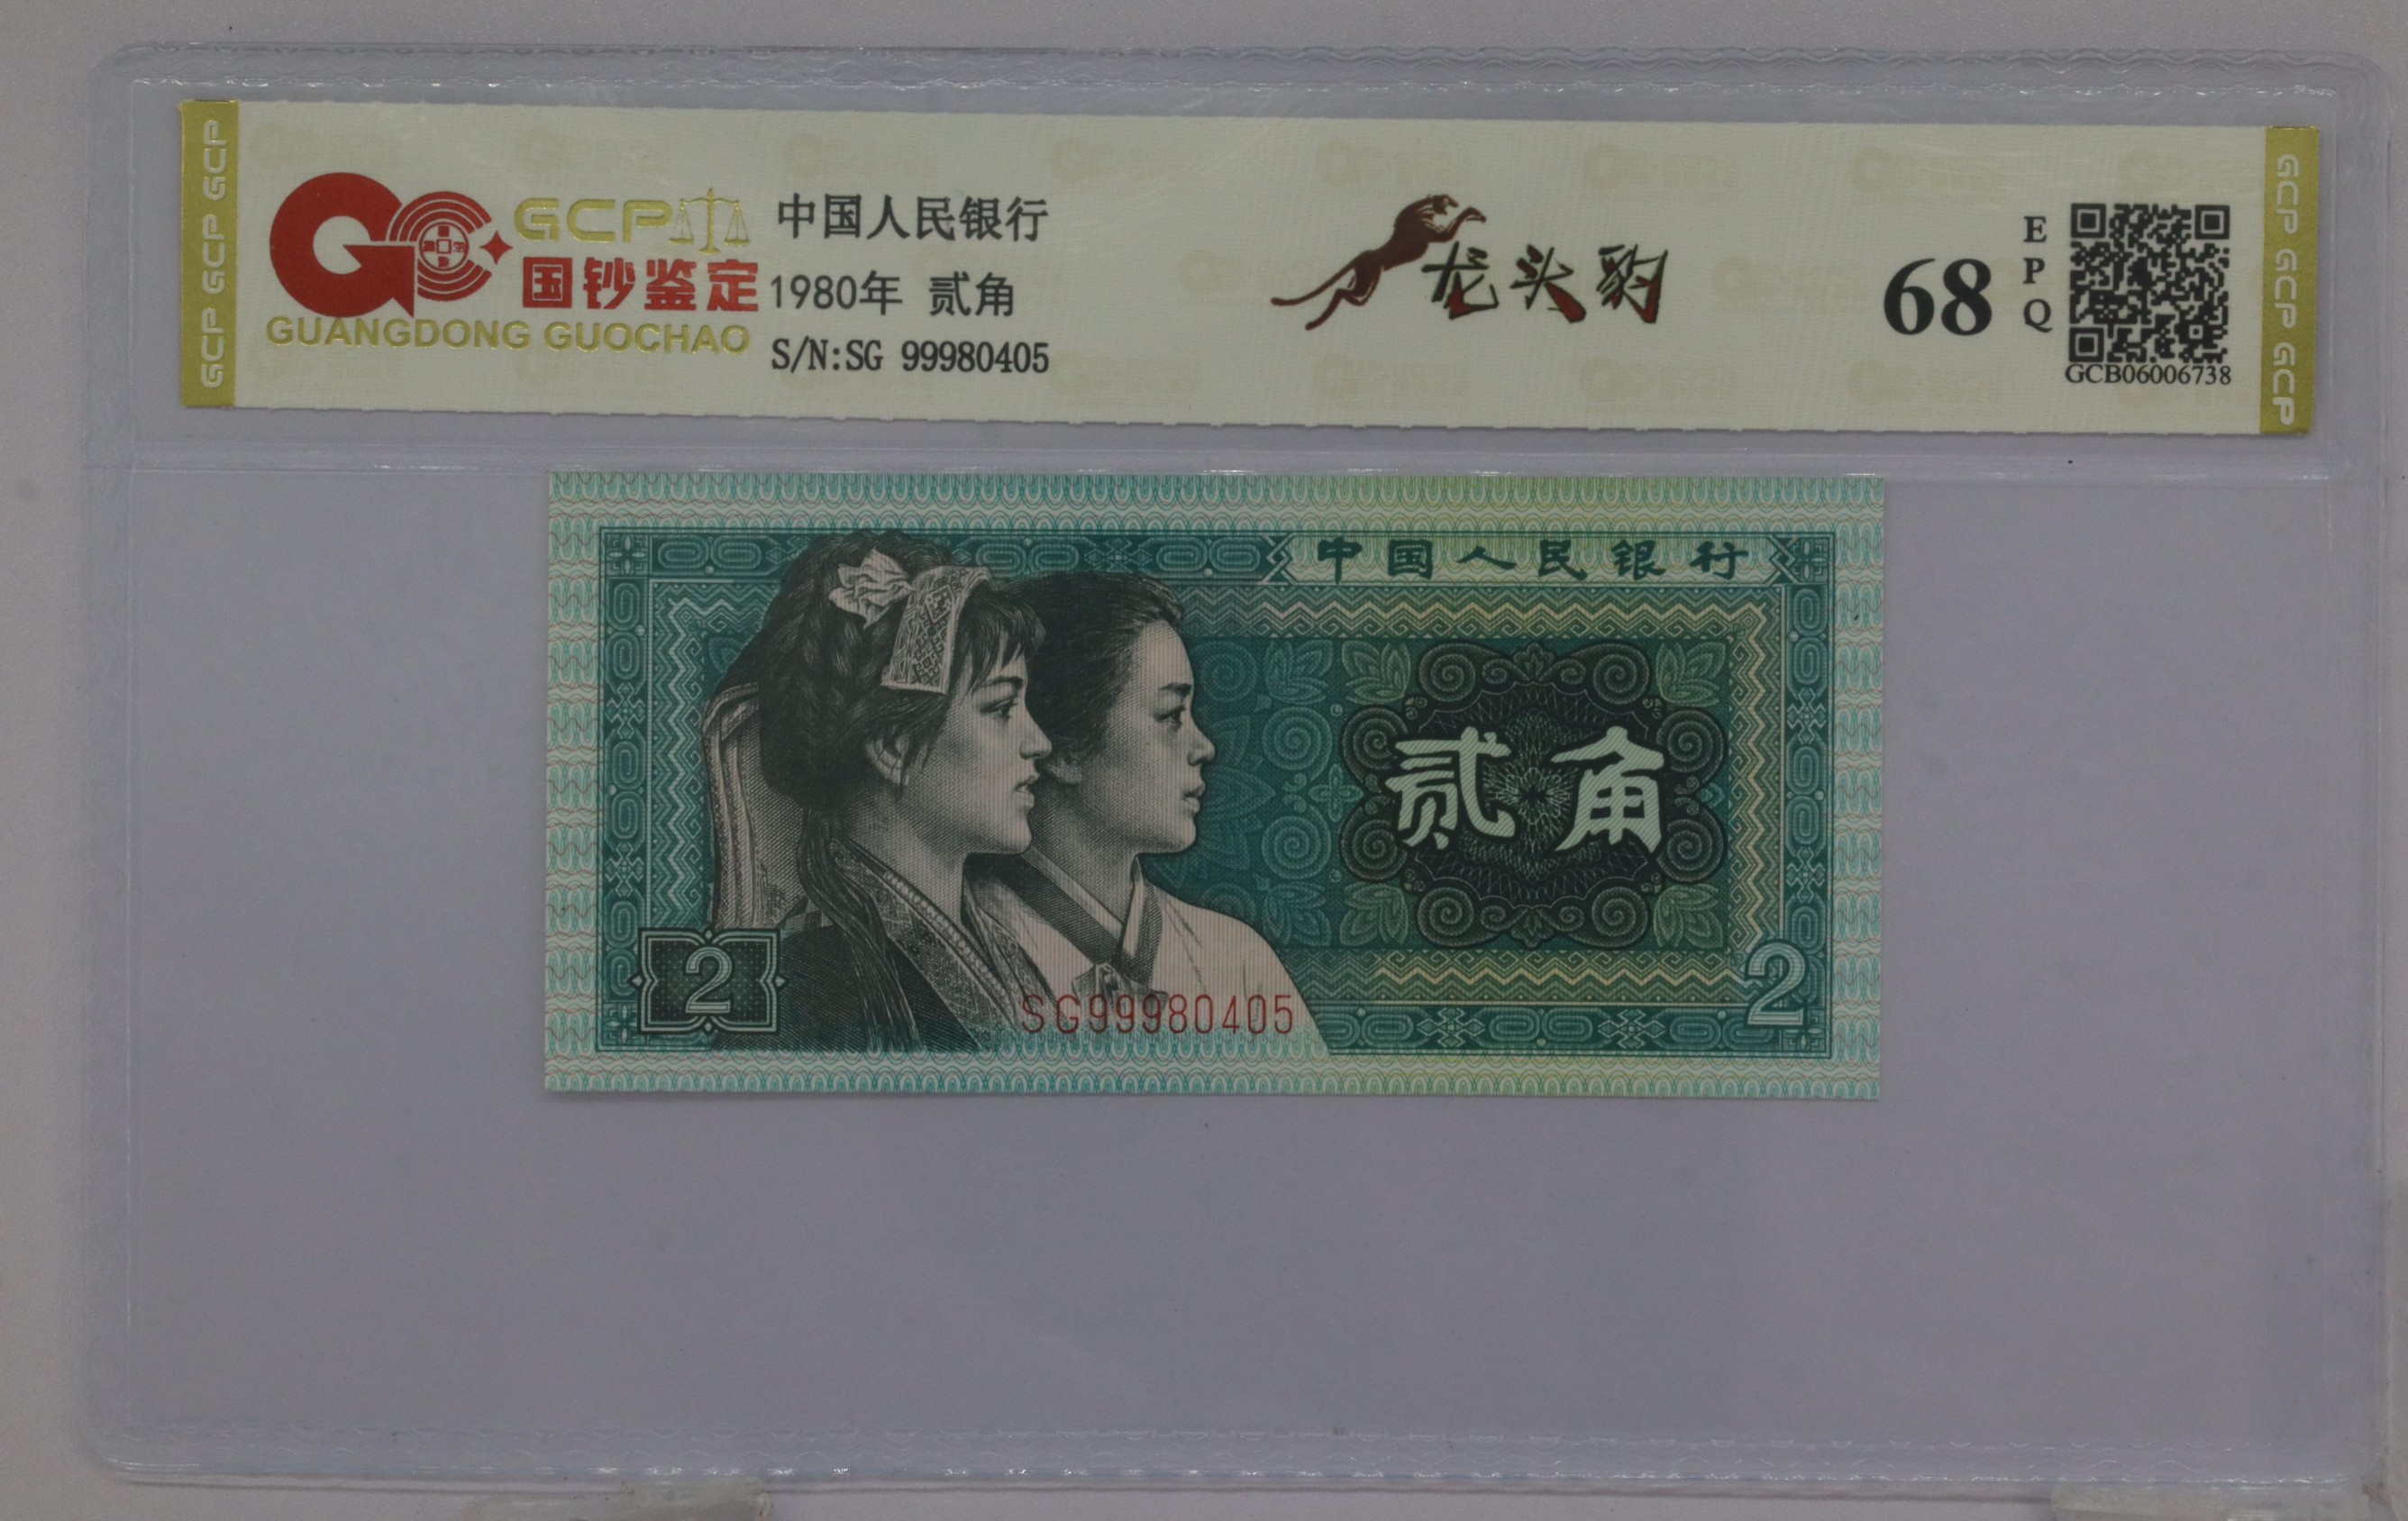 GCP GCP GCP
GCP
国钞鉴定
GUANGDONG GUOCHAO
中国人民银行
1980年 贰角
S/N:SG 99980405
龙头豹
68
EPQ
GCB06006738
GCP GCP GCP
中国人民银行
贰角
2
SG99980405
2